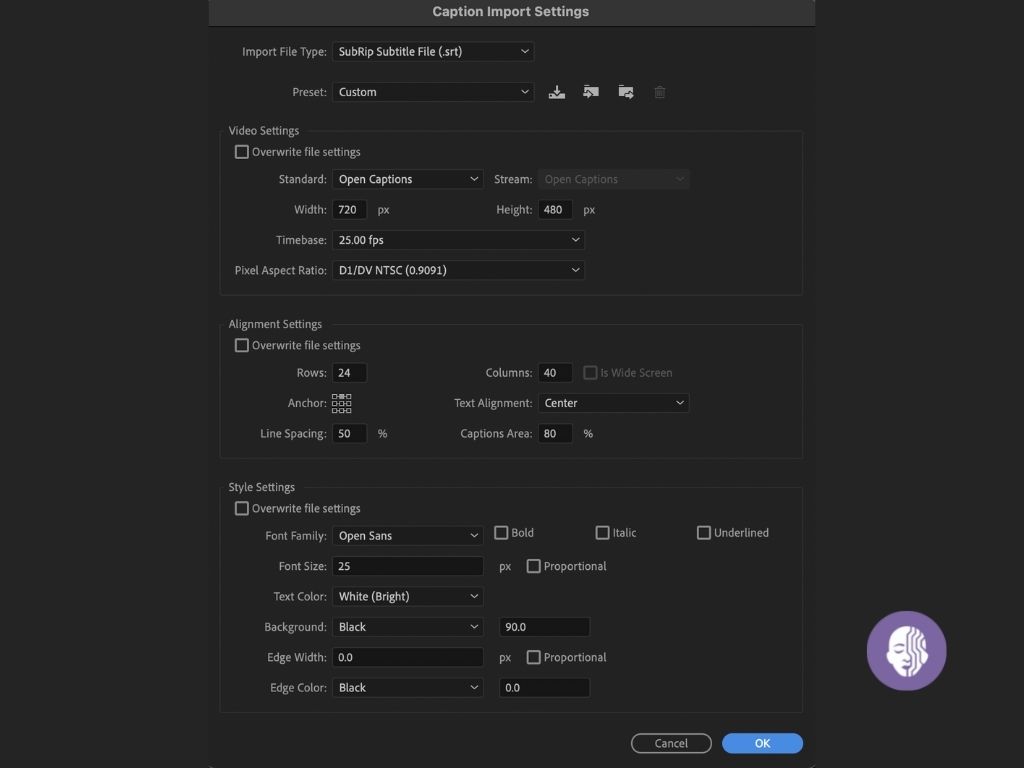 Caption Import Settings
Import File Type: SubRip Subtitle File (.srt)
Preset: Custom
Video Settings
Overwrite file settings
Standard: Open Captions Stream: Open Captions
Width: 720 px Height: 480 px
Timebase: 25.00 fps
Pixel Aspect Ratio: D1/DV NTSC (0.9091)
Alignment Settings
Overwrite file settings
Rows: 24 Columns: 40 Is Wide Screen
Anchor: Text Alignment: Center
Line Spacing: 50 % Captions Area: 80 %
Style Settings
Overwrite file settings
Font Family: Open Sans Bold Italic Underlined
Font Size: 25 px Proportional
Text Color: White (Bright)
Background: Black 90.0
Edge Width: 0.0 px Proportional
Edge Color: Black 0.0
Cancel OK